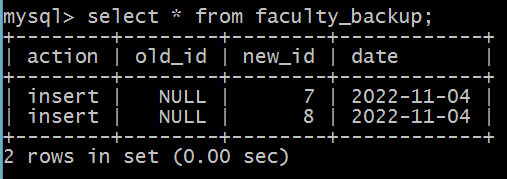 mysql> select * from faculty_backup;
+--------+--------+--------+------------+
| action | old_id | new_id | date       |
+--------+--------+--------+------------+
| insert |   NULL |      7 | 2022-11-04 |
| insert |   NULL |      8 | 2022-11-04 |
+--------+--------+--------+------------+
2 rows in set (0.00 sec)